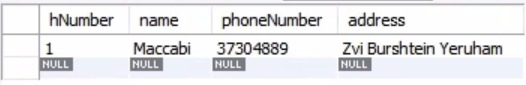 hNumber name phoneNumber address
1 Maccabi 37304889 Zvi Burshtein Yeruham
NULL NULL NULL NULL